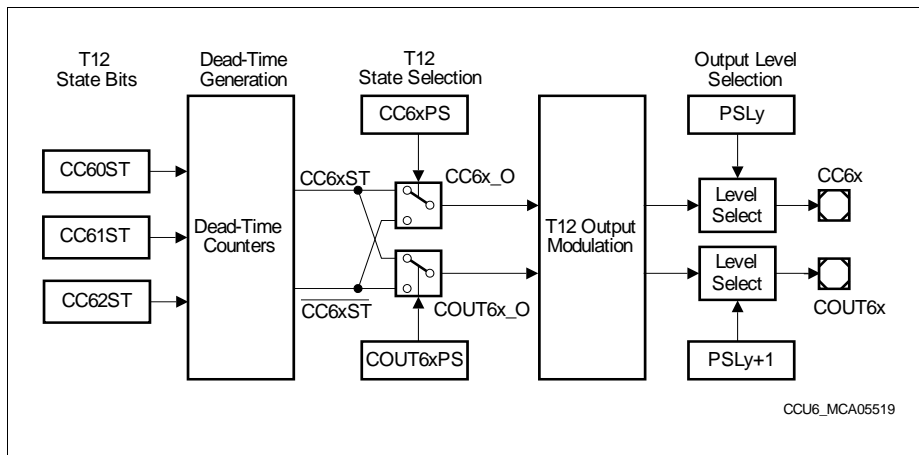 T12
State Bits
Dead-Time
Generation
T12
State Selection
Output Level
Selection
CC6xPS
PSLy
CC60ST
CC61ST
CC62ST
Dead-Time
Counters
CC6xST
CC6xST
CC6x_O
COUT6x_O
COUT6xPS
T12 Output
Modulation
Level
Select
CC6x
Level
Select
COUT6x
PSLy+1
CCU6_MCA05519